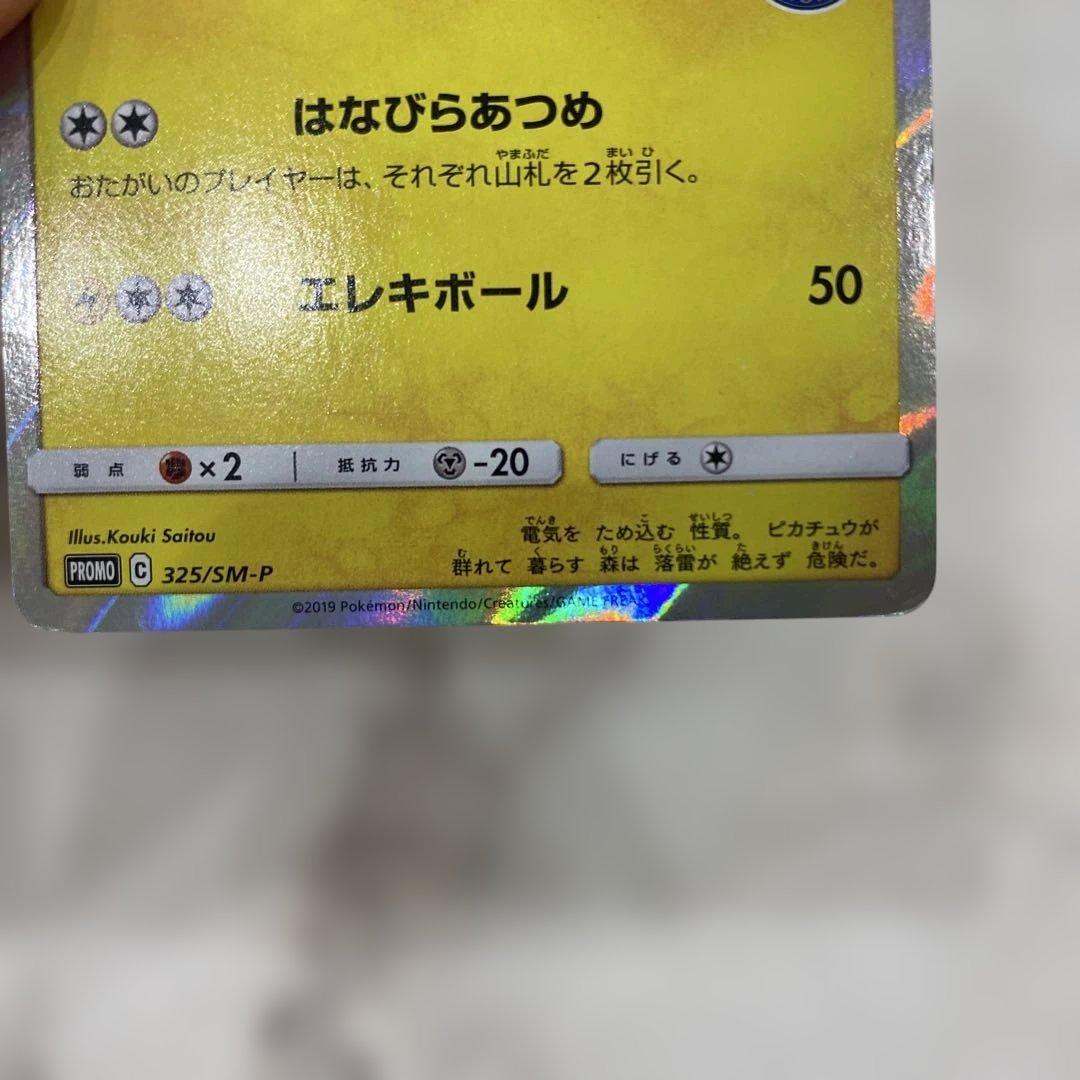 はなびらあつめ
おたがいのプレイヤーは、それぞれ山札を2枚引く。
エレキボール 50
弱点 ×2 抵抗力 -20 にげる
Illus.Kouki Saitou
電気を ため込む 性質。 ピカチュウが
群れて 暮らす 森は 落雷が 絶えず 危険だ。
PROMO C 325/SM-P
©2019 Pokémon/Nintendo/Creatures/GAME FREAK